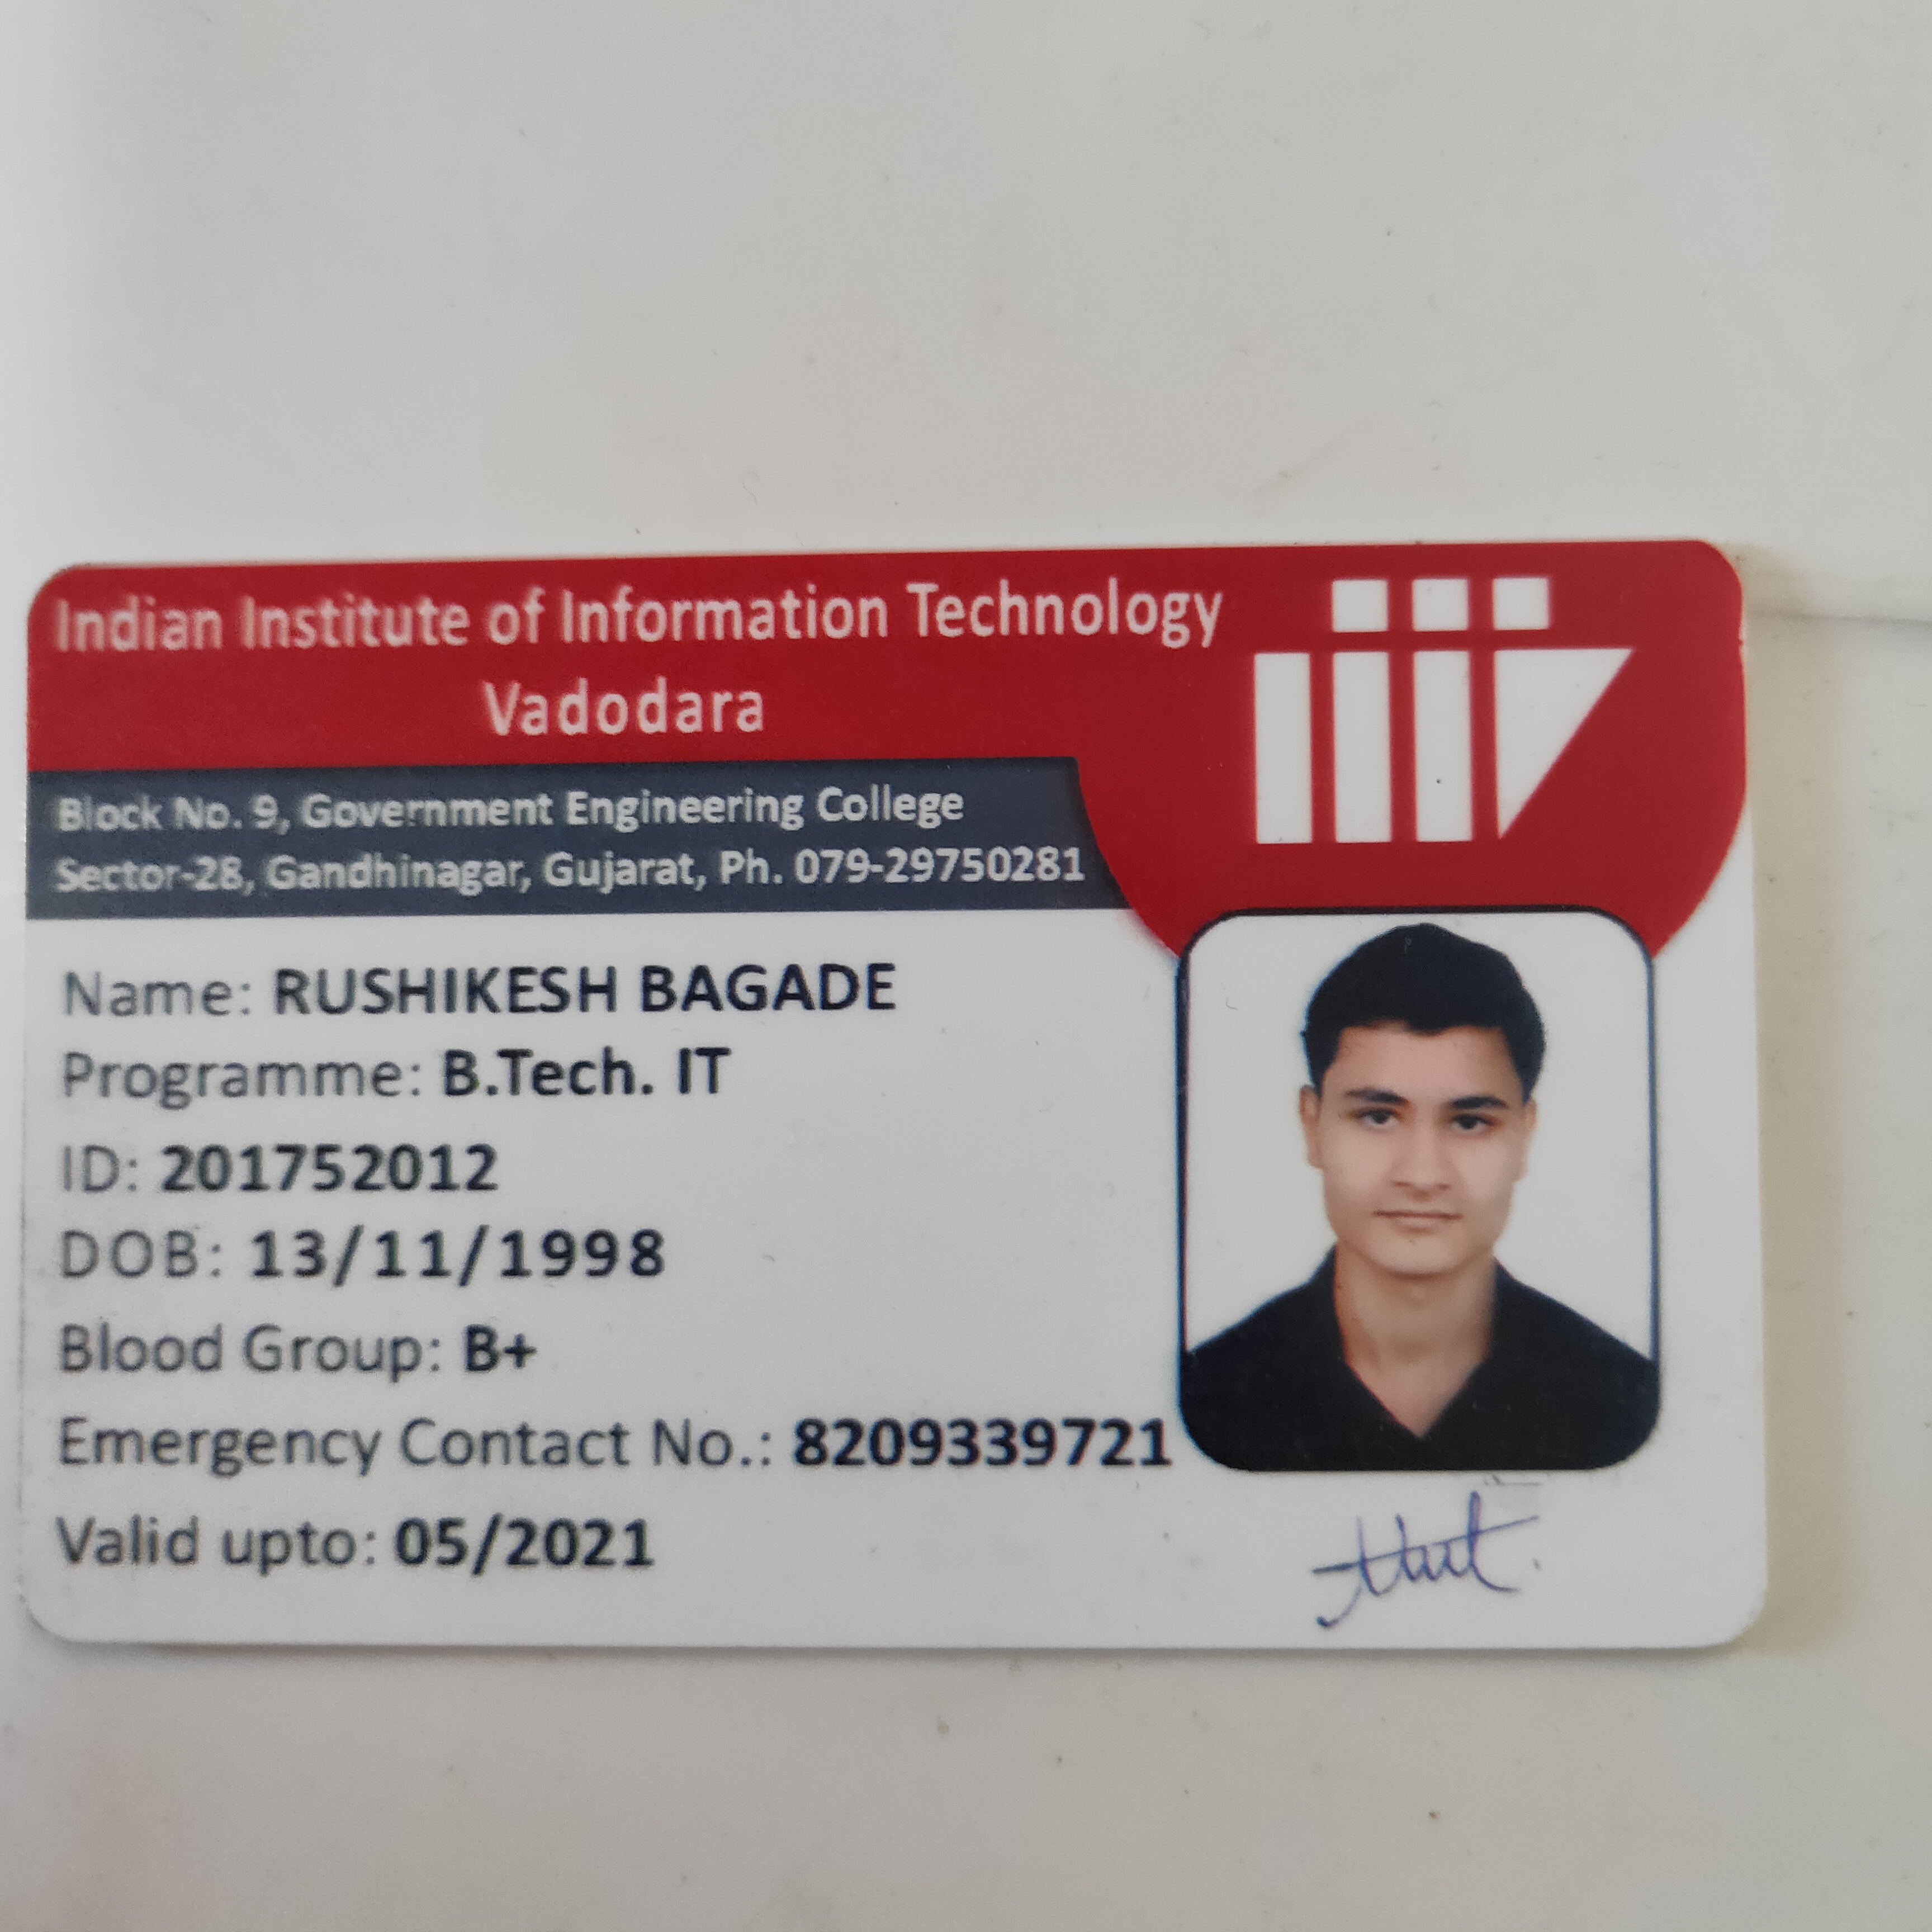 Indian Institute of Information Technology
Vadodara
Block No. 9, Government Engineering College
Sector-28, Gandhinagar, Gujarat, Ph. 079-29750281
Name: RUSHIKESH BAGADE
Programme: B.Tech. IT
ID: 201752012
DOB: 13/11/1998
Blood Group: B+
Emergency Contact No.: 8209339721
Valid upto: 05/2021